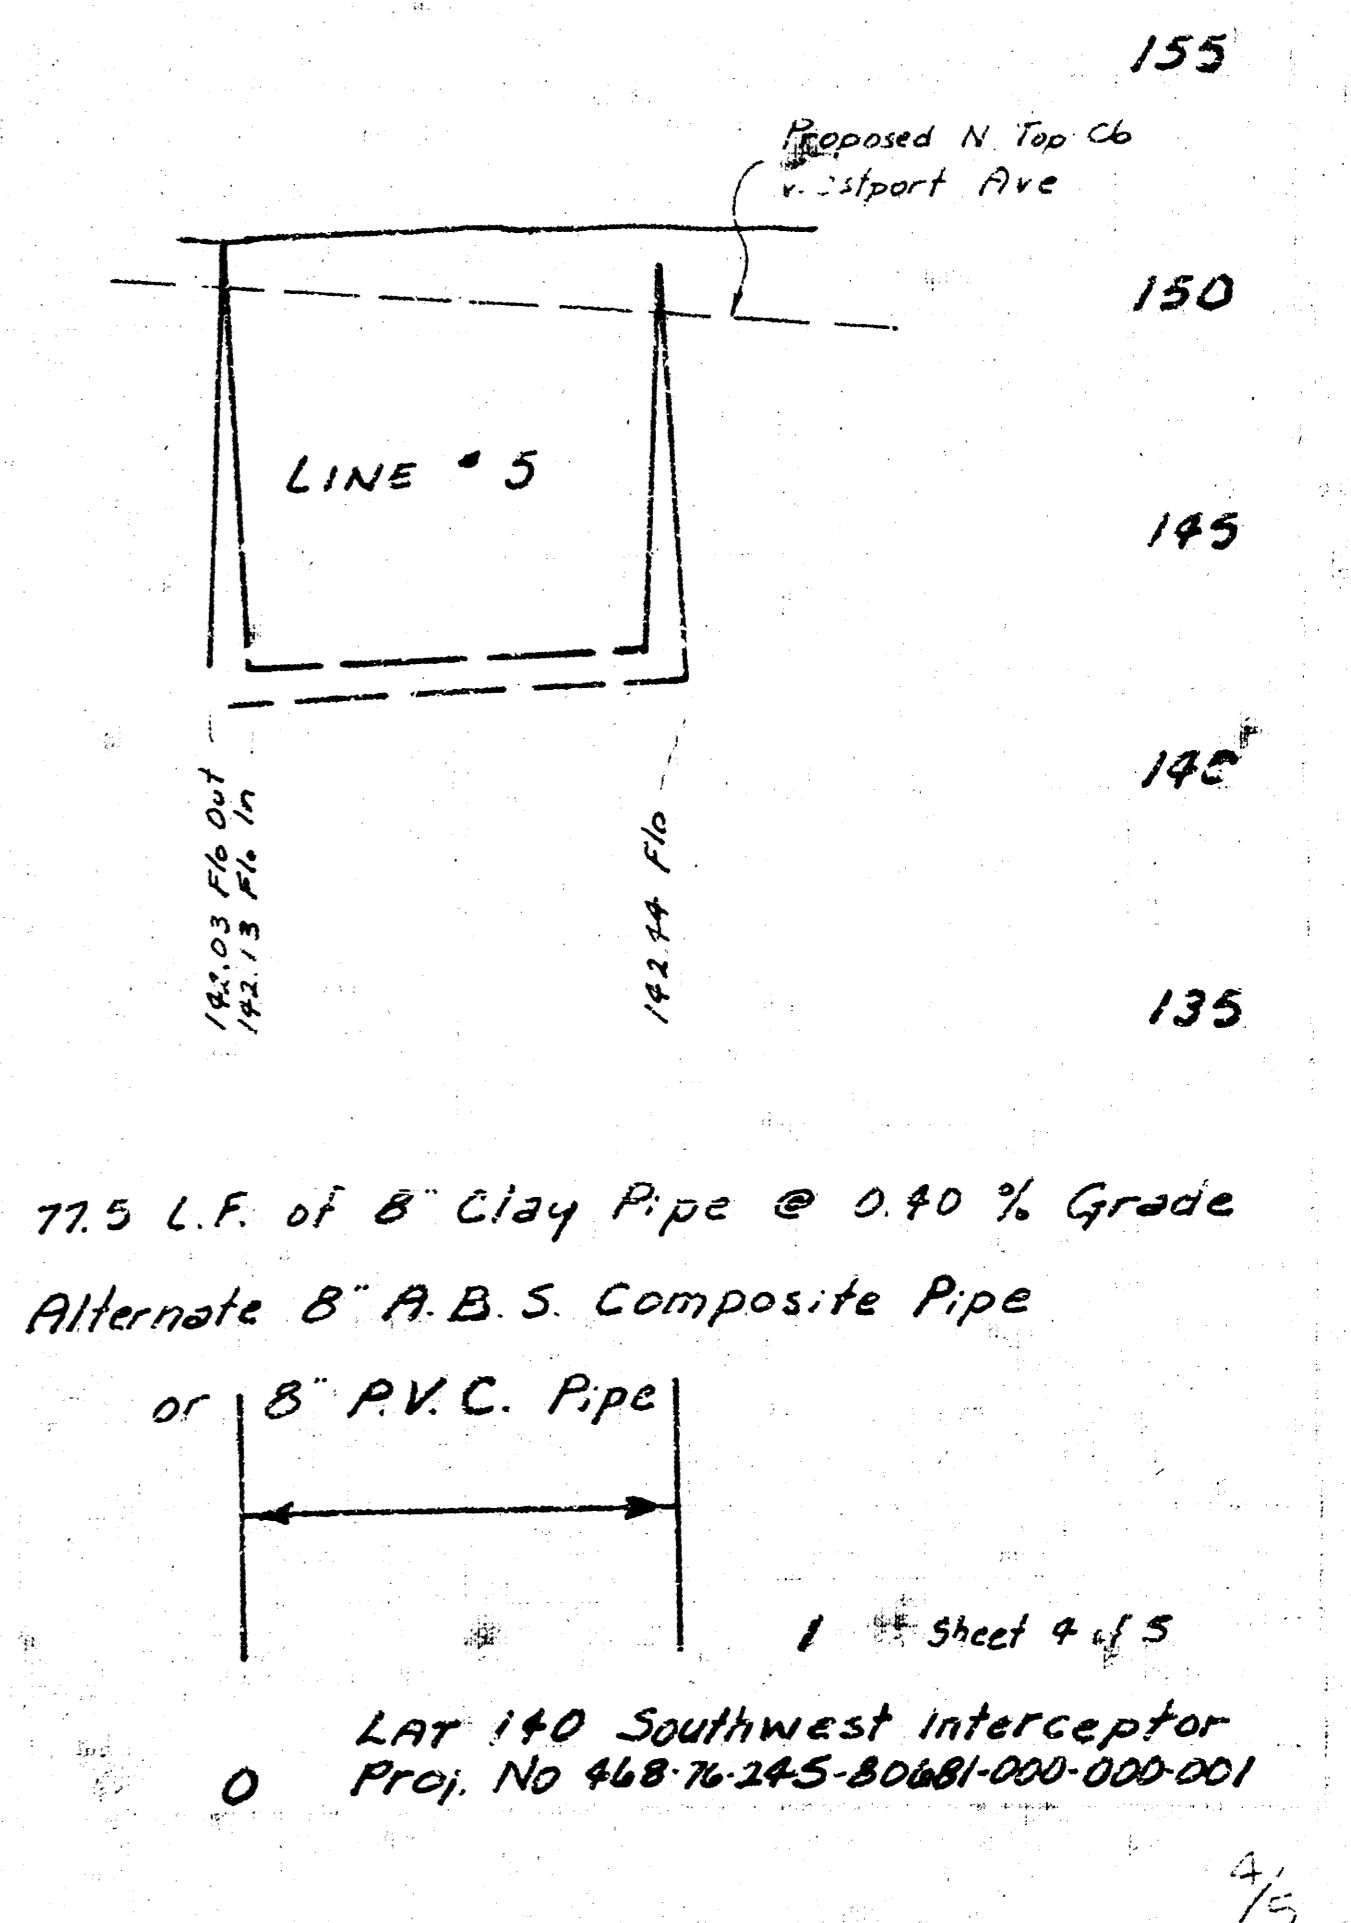 155
Proposed N. Top Cb
Ave
150
LINE 5
145
142.03 Flo Out
142.13 Flo In
142.44 Flo
135
77.5 L.F. of 8" Clay Pipe @ 0.40 % Grade
Alternate 8" A.B.S. Composite Pipe
or 8" P.V.C. Pipe
1 Sheet 4 of 5
LAT 140 Southwest Interceptor
0 Proj. No 468-76-245-80681-000-000-001
4/5